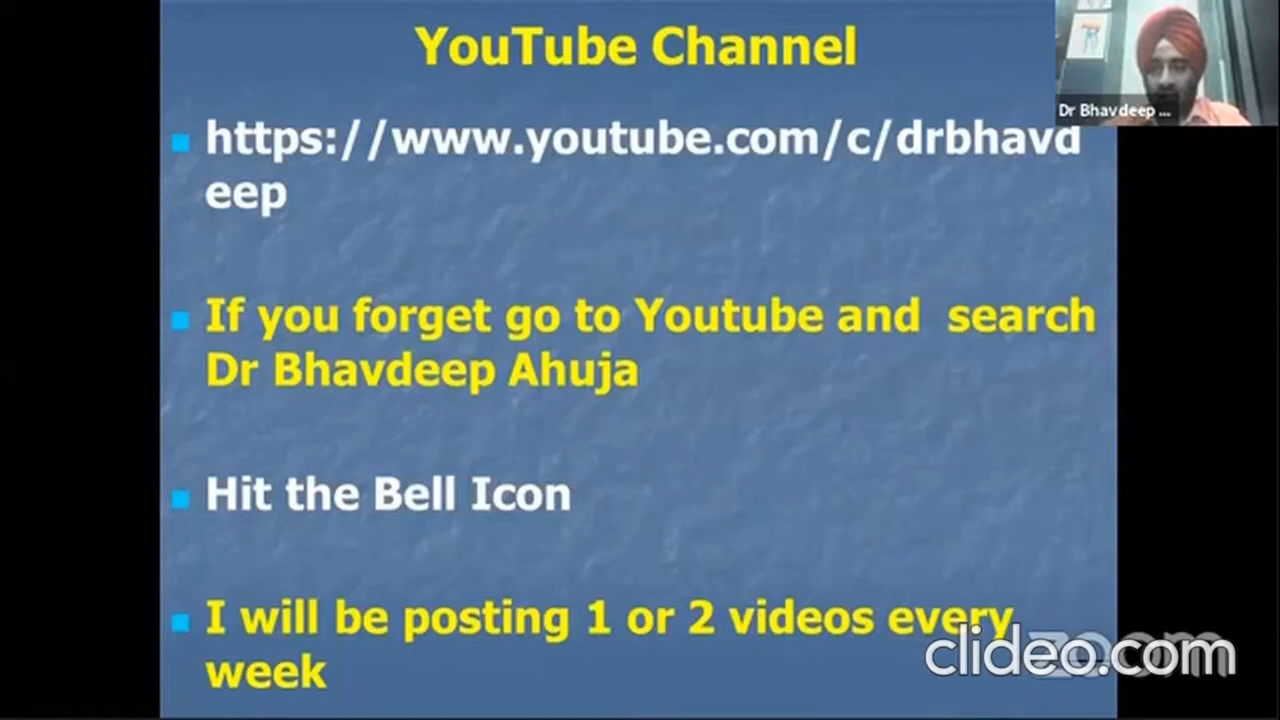 YouTube Channel
Dr Bhavdeep ...
https://www.youtube.com/c/drbhavd
eep
If you forget go to Youtube and search
Dr Bhavdeep Ahuja
Hit the Bell Icon
I will be posting 1 or 2 videos every
week
clideo.com
zoom